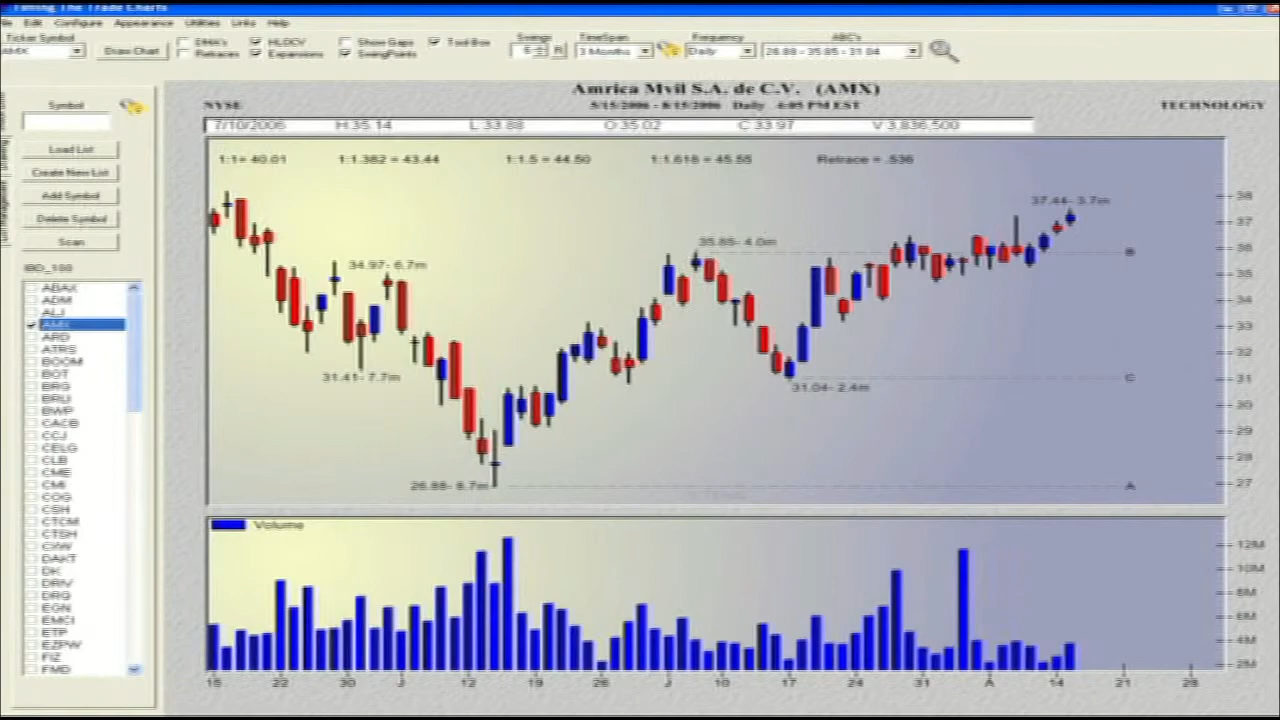 Timing The Trade Charts
Edit Configure Appearance Utilities Links Help
Ticker Symbol
AMX
Draw Chart
DMA's
Retraces
HLOCV
Expansions
Show Gaps
SwingPoints
Tool Box
Swings
5
R
TimeSpan
3 Months
Frequency
Daily
ABC's
26.88 - 35.85 - 31.04
Symbol
Load List
Create New List
Add Symbol
Delete Symbol
Scan
IBD_100
ABAX
ADM
ALJ
AMX
ARD
ATRS
BOOM
BOT
BRG
BRLI
BWP
CACB
CCJ
CELG
CLB
CME
CMI
COG
CSH
CTCM
CTSH
CXW
DAKT
DK
DRIV
DRQ
EGN
EMCI
ETP
EZPW
FIZ
FMD
Amrica Mvil S.A. de C.V. (AMX)
NYSE
5/15/2006 - 8/15/2006 Daily 4:05 PM EST
TECHNOLOGY
7/10/2006 H:35.14 L:33.88 O:35.02 C:33.97 V:3,836,500
1:1= 40.01 1:1.382 = 43.44 1:1.5 = 44.50 1:1.618 = 45.55 Retrace = .536
37.44- 3.7m
35.85- 4.0m
34.97- 6.7m
31.41- 7.7m
31.04- 2.4m
26.88- 8.7m
B
C
A
38
37
36
35
34
33
32
31
30
29
28
27
Volume
12M
10M
8M
6M
4M
2M
15 22 30 J 12 19 26 J 10 17 24 31 A 14 21 28